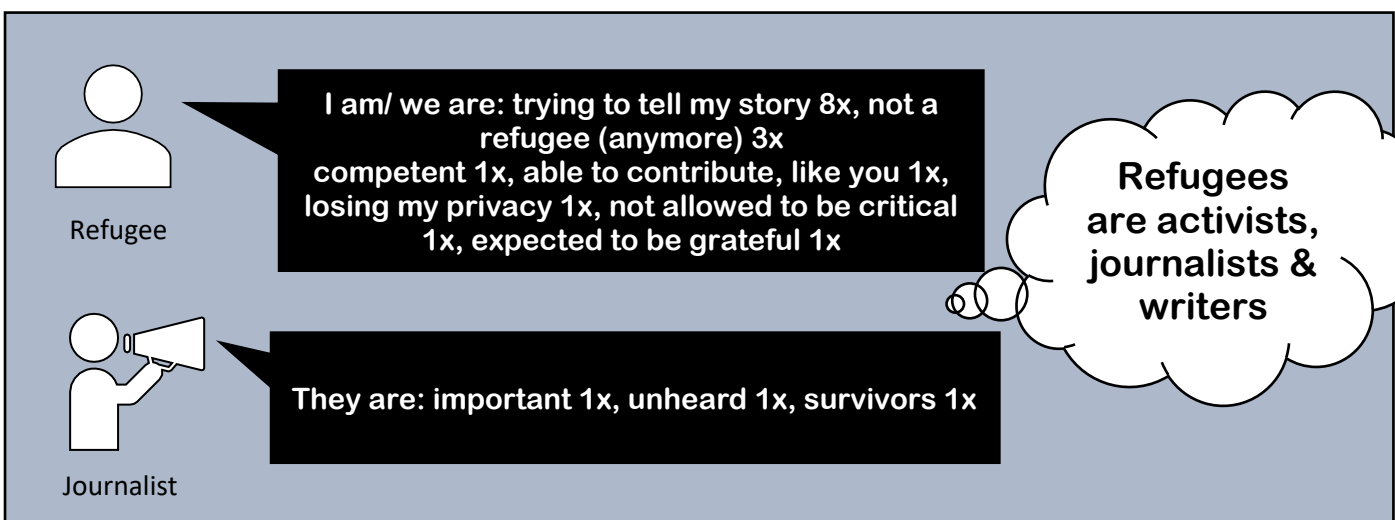 I am/ we are: trying to tell my story 8x, not a
refugee (anymore) 3x
competent 1x, able to contribute, like you 1x,
losing my privacy 1x, not allowed to be critical
1x, expected to be grateful 1x
Refugee
Refugees
are activists,
journalists &
writers
They are: important 1x, unheard 1x, survivors 1x
Journalist